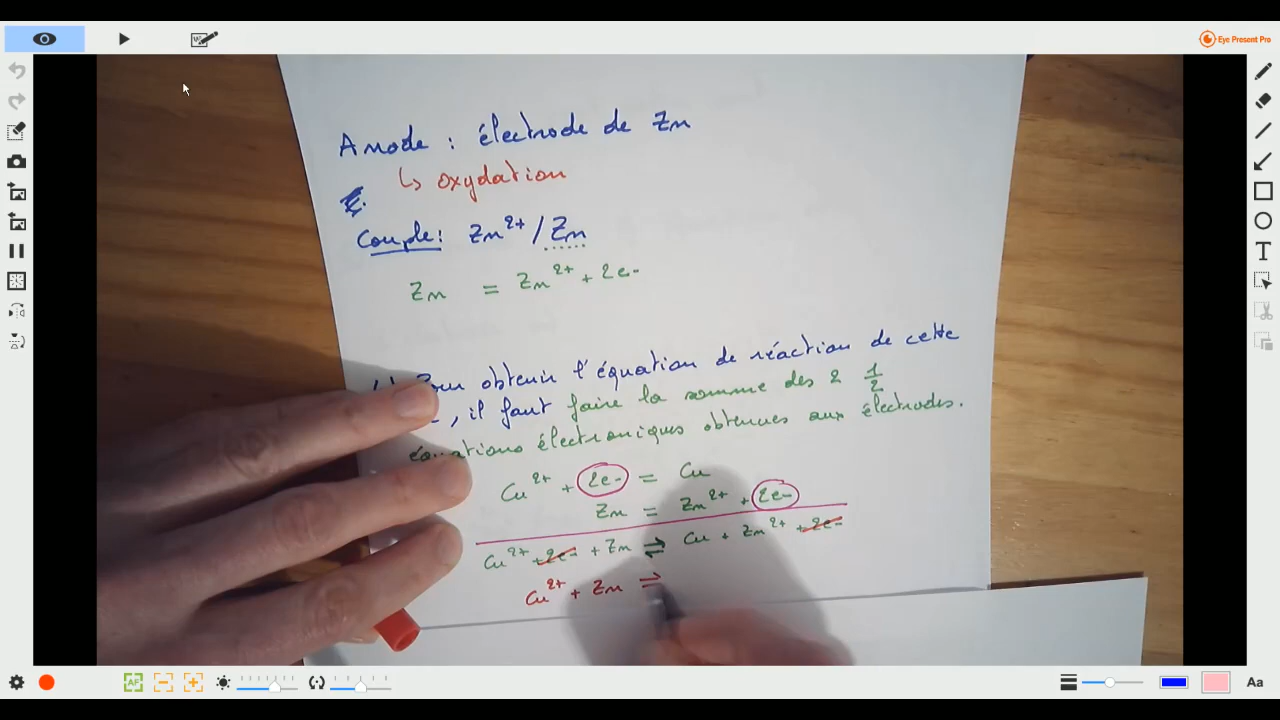 Eye Present Pro
Anode : électrode de Zn
↳ oxydation
Couple : Zn²⁺ / Zn
Zn = Zn²⁺ + 2e-
obtenir l'équation de réaction de cette
, il faut faire la somme des 2 1/2
équations électroniques obtenues aux électrodes.
Cu²⁺ + 2e- = Cu
Zn = Zn²⁺ + 2e-
Cu²⁺ + 2e- + Zn ⇌ Cu + Zn²⁺ + 2e-
Cu²⁺ + Zn ⇌
AF
Aa